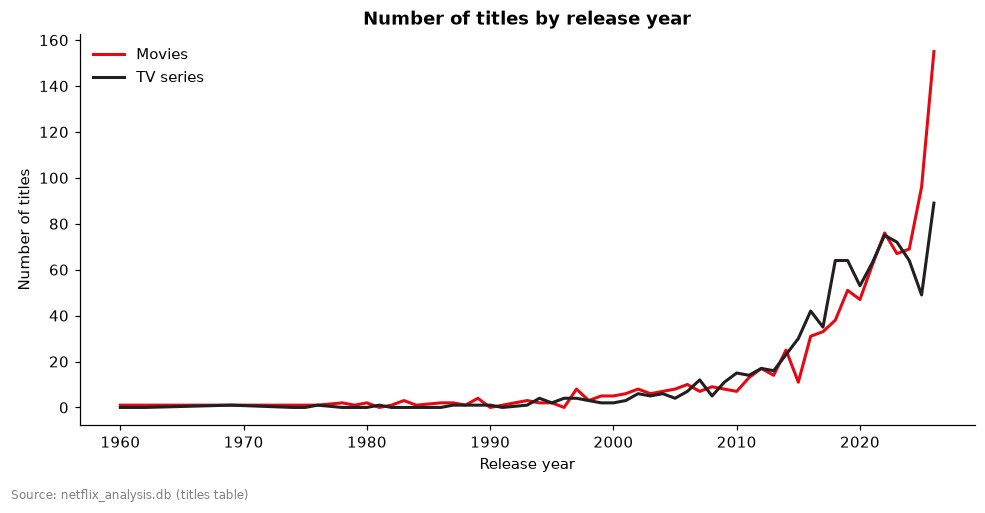 Number of titles by release year
Movies
TV series
Number of titles
160
140
120
100
80
60
40
20
0
1960 1970 1980 1990 2000 2010 2020
Release year
Source: netflix_analysis.db (titles table)